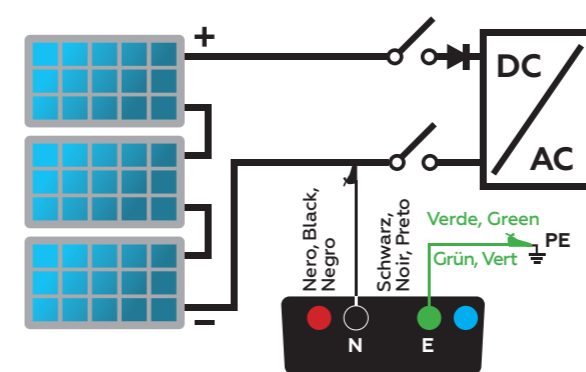 +
DC
AC
Nero, Black,
Negro
Schwarz,
Noir, Preto
Verde, Green
PE
Grün, Vert
–
N
E